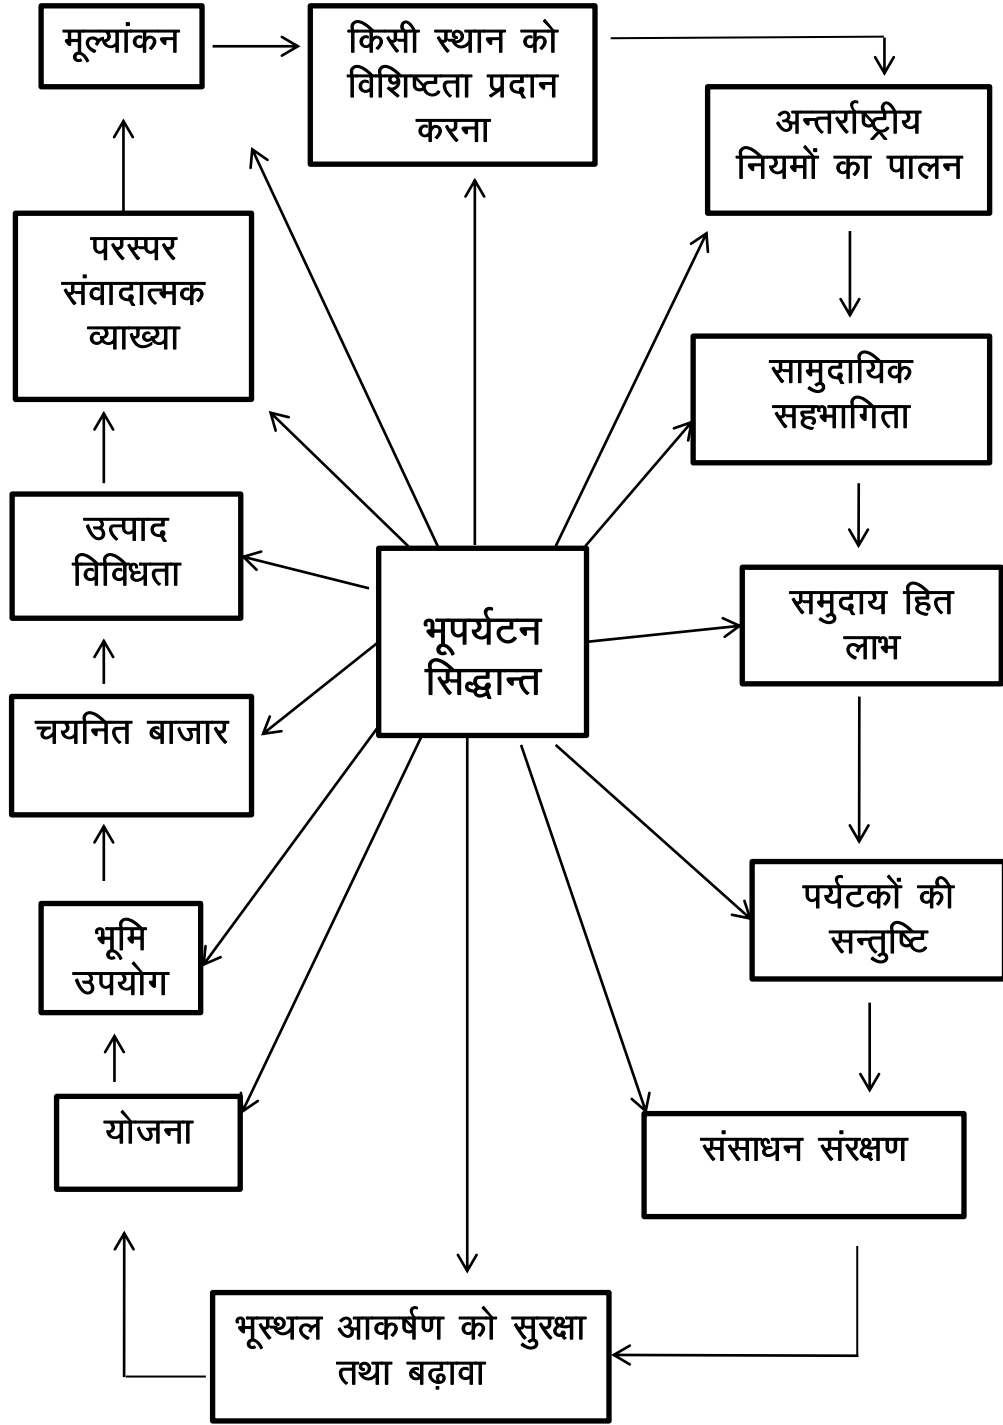 मूल्यांकन
किसी स्थान को
विशिष्टता प्रदान
करना
अन्तर्राष्ट्रीय
नियमों का पालन
सामुदायिक
सहभागिता
समुदाय हित
लाभ
पर्यटकों की
सन्तुष्टि
संसाधन संरक्षण
भूस्थल आकर्षण को सुरक्षा
तथा बढ़ावा
योजना
भूमि
उपयोग
चयनित बाजार
उत्पाद
विविधता
परस्पर
संवादात्मक
व्याख्या
भूपर्यटन
सिद्धान्त